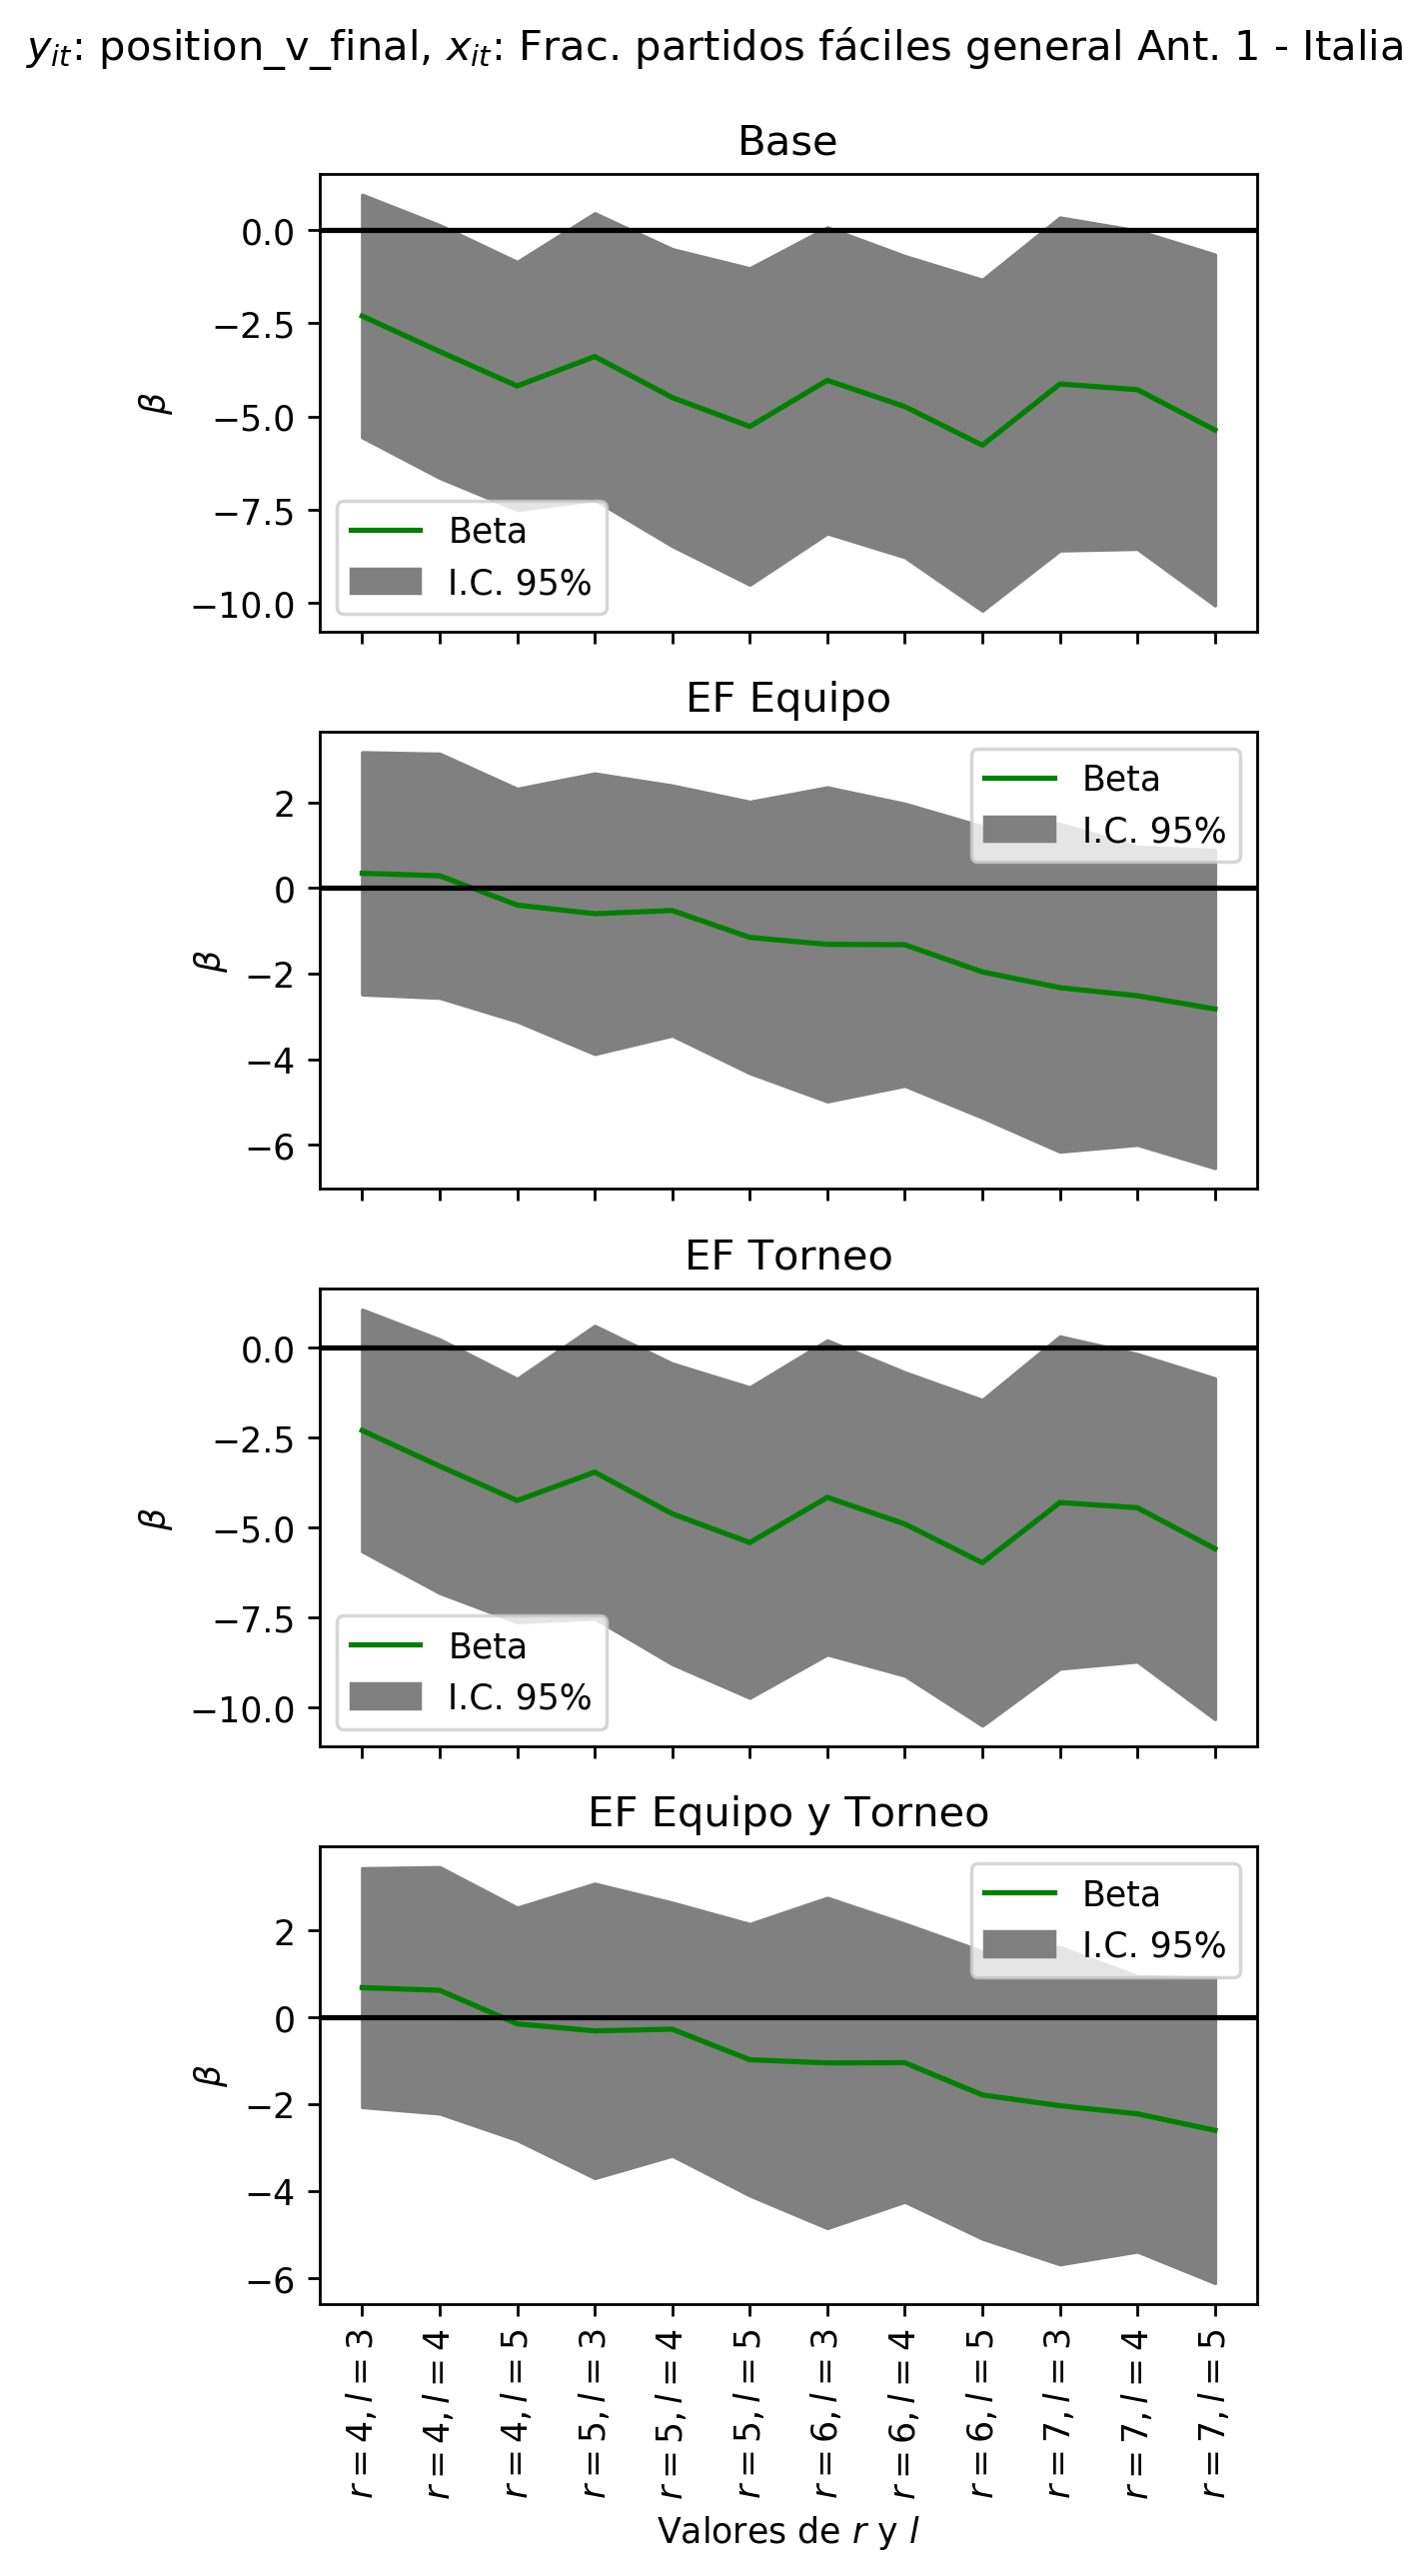 y_it: position_v_final, x_it: Frac. partidos fáciles general Ant. 1 - Italia
Base
0.0
−2.5
−5.0
−7.5
−10.0
β
Beta
I.C. 95%
EF Equipo
2
0
−2
−4
−6
β
Beta
I.C. 95%
EF Torneo
0.0
−2.5
−5.0
−7.5
−10.0
β
Beta
I.C. 95%
EF Equipo y Torneo
2
0
−2
−4
−6
β
Beta
I.C. 95%
r = 4, l = 3
r = 4, l = 4
r = 4, l = 5
r = 5, l = 3
r = 5, l = 4
r = 5, l = 5
r = 6, l = 3
r = 6, l = 4
r = 6, l = 5
r = 7, l = 3
r = 7, l = 4
r = 7, l = 5
Valores de r y l